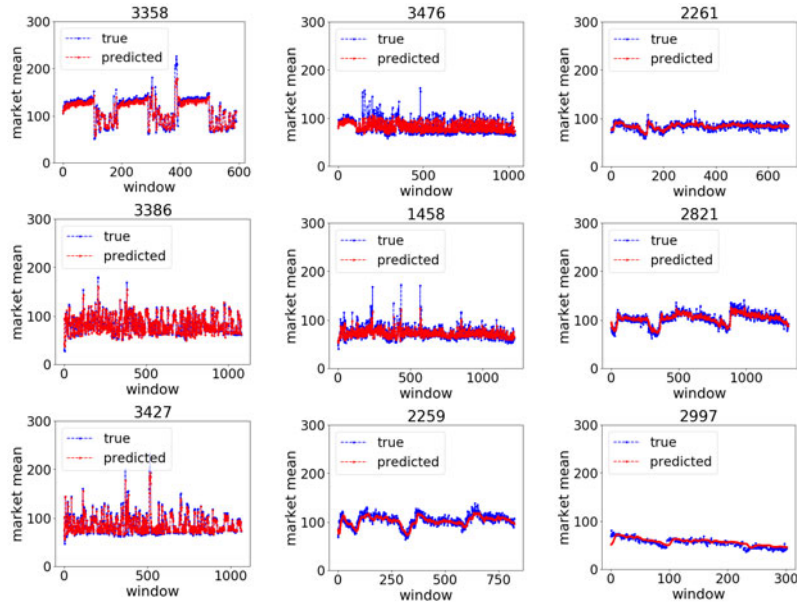 3358
300
200
100
0
market mean
true
predicted
0 200 400 600
window
3476
300
200
100
0
market mean
true
predicted
0 500 1000
window
2261
300
200
100
0
market mean
true
predicted
0 200 400 600
window
3386
300
200
100
0
market mean
true
predicted
0 500 1000
window
1458
300
200
100
0
market mean
true
predicted
0 500 1000
window
2821
300
200
100
0
market mean
true
predicted
0 500 1000
window
3427
300
200
100
0
market mean
true
predicted
0 500 1000
window
2259
300
200
100
0
market mean
true
predicted
0 250 500 750
window
2997
300
200
100
0
market mean
true
predicted
0 100 200 300
window